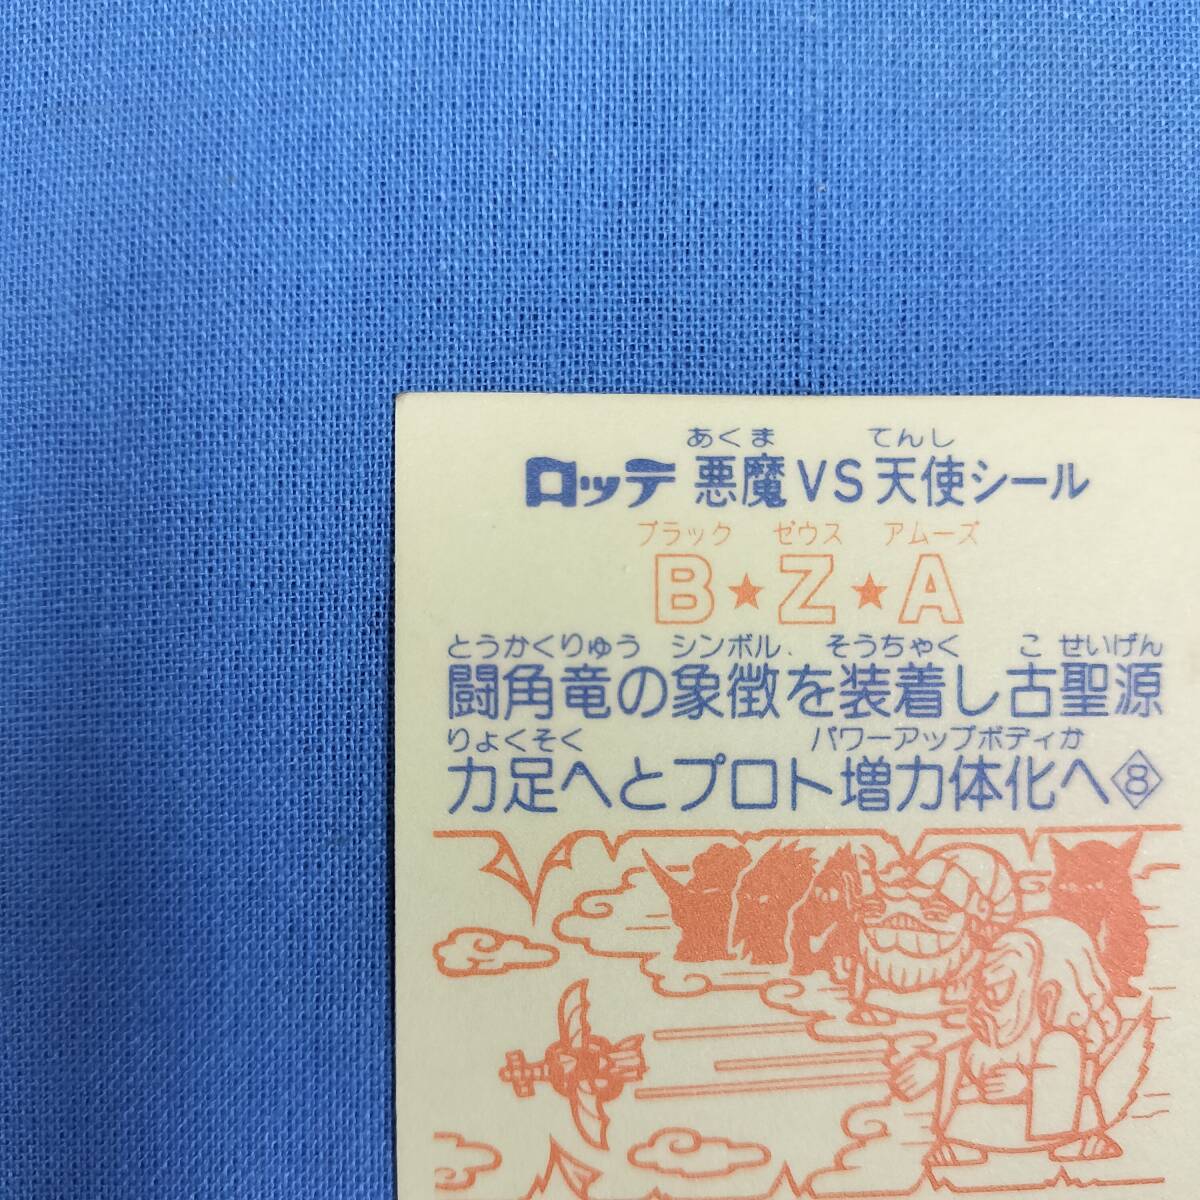 あくま てんし
ロッテ 悪魔VS天使シール
ブラック ゼウス アムーズ
B★Z★A
とうかくりゅう シンボル そうちゃく こ せいげん
闘角竜の象徴を装着し古聖源
りょくそく パワーアップボディか
力足へとプロト増力体化へ8